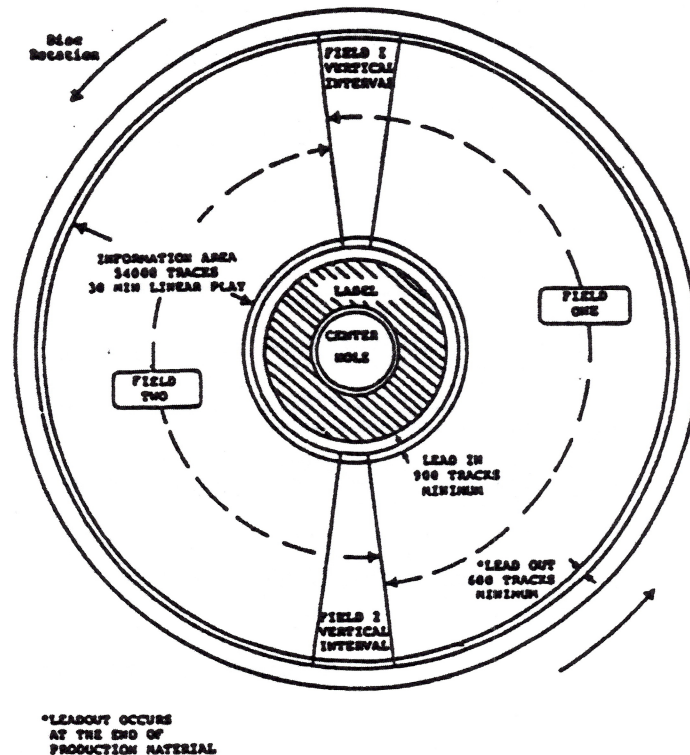 Disc
Rotation
FIELD 1
VERTICAL
INTERVAL
INFORMATION AREA
54000 TRACKS
30 MIN LINEAR PLAY
LABEL
CENTER
HOLE
FIELD
ONE
FIELD
TWO
LEAD IN
900 TRACKS
MINIMUM
*LEAD OUT
600 TRACKS
MINIMUM
FIELD 2
VERTICAL
INTERVAL
*LEADOUT OCCURS
AT THE END OF
PRODUCTION MATERIAL